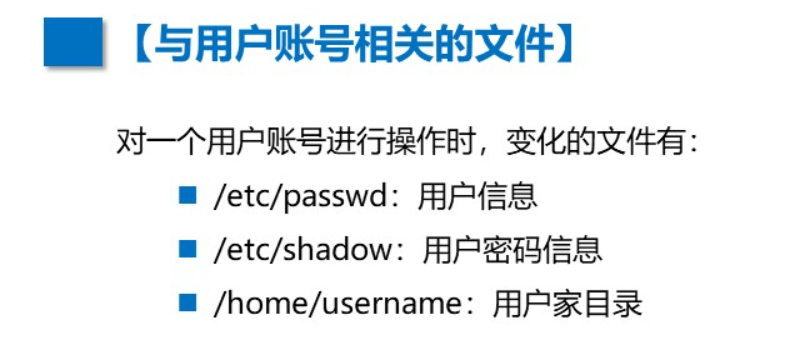 【与用户账号相关的文件】
对一个用户账号进行操作时，变化的文件有：
/etc/passwd：用户信息
/etc/shadow：用户密码信息
/home/username：用户家目录